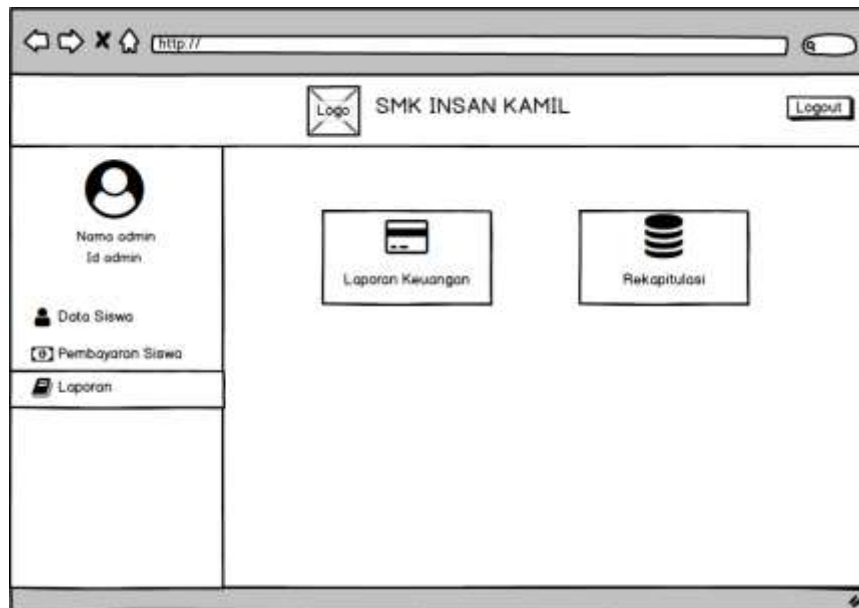 http://
Logo
SMK INSAN KAMIL
Logout
Nama admin
Id admin
Data Siswa
Pembayaran Siswa
Laporan
Laporan Keuangan
Rekapitulasi